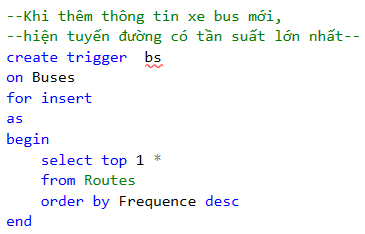 --Khi thêm thông tin xe bus mới,
--hiện tuyến đường có tần suất lớn nhất--
create trigger  bs
on Buses
for insert
as
begin
    select top 1 *
    from Routes
    order by Frequence desc
end